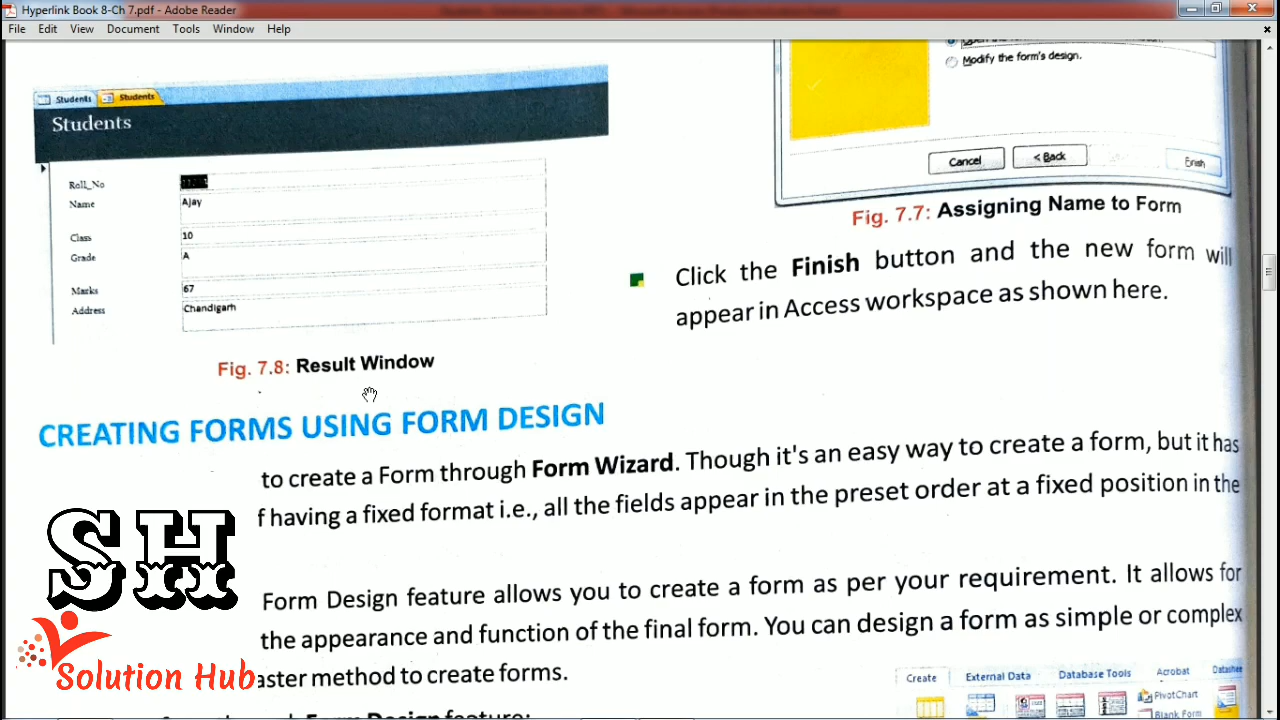 Hyperlink Book 8-Ch 7.pdf - Adobe Reader
File Edit View Document Tools Window Help
Students Students
Students
Roll_No
Name Ajay
Class 10
Grade A
Marks 67
Address Chandigarh
Fig. 7.8: Result Window
Modify the form's design.
Cancel < Back Finish
Fig. 7.7: Assigning Name to Form
Click the Finish button and the new form will
appear in Access workspace as shown here.
CREATING FORMS USING FORM DESIGN
to create a Form through Form Wizard. Though it's an easy way to create a form, but it has
f having a fixed format i.e., all the fields appear in the preset order at a fixed position in the
Form Design feature allows you to create a form as per your requirement. It allows for
the appearance and function of the final form. You can design a form as simple or complex
aster method to create forms.
Form Design feature:
SH
Solution Hub
Create External Data Database Tools Acrobat Datashee
PivotChart
Blank Form